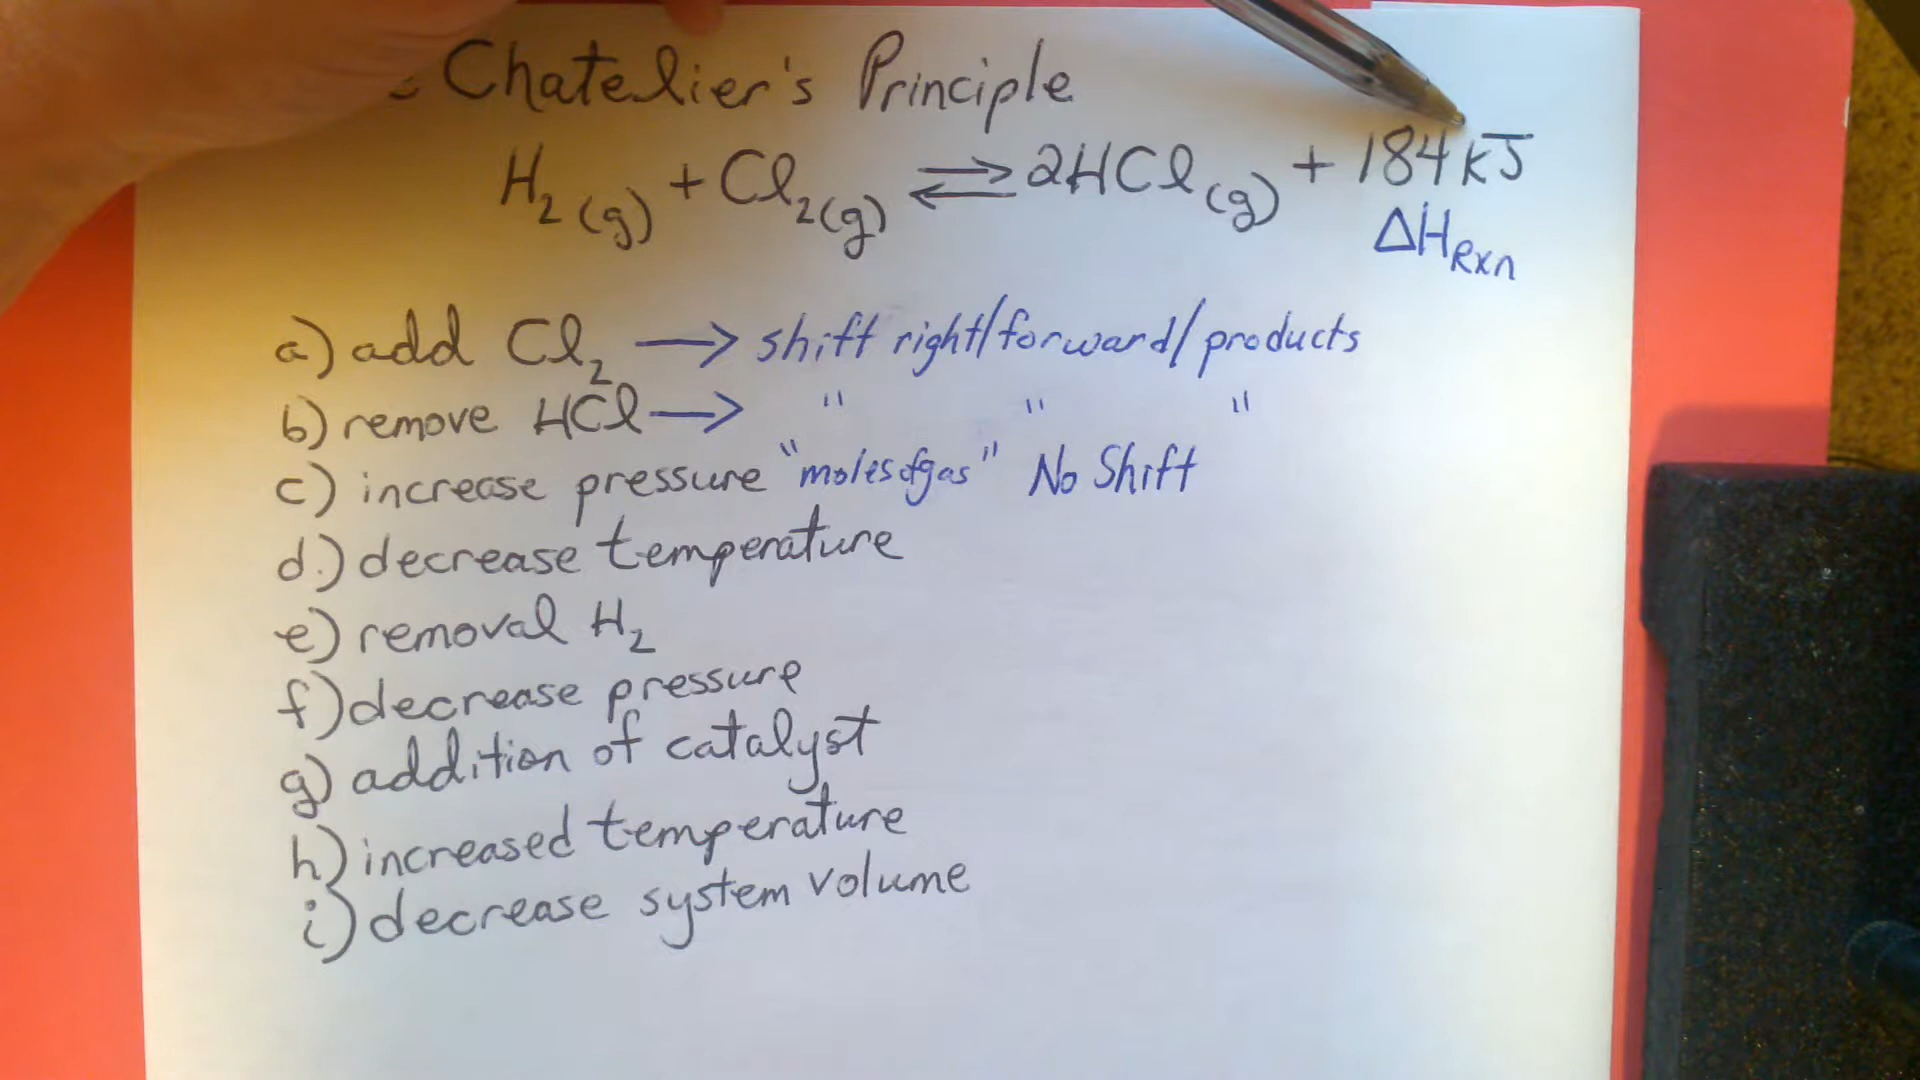 Chatelier's Principle
H₂(g) + Cl₂(g) ⇌ 2HCl(g) + 184 kJ
ΔHRxn
a) add Cl₂ → shift right/forward/products
b) remove HCl → " " "
c) increase pressure "moles of gas" No Shift
d.) decrease temperature
e) removal H₂
f) decrease pressure
g) addition of catalyst
h) increased temperature
i) decrease system volume